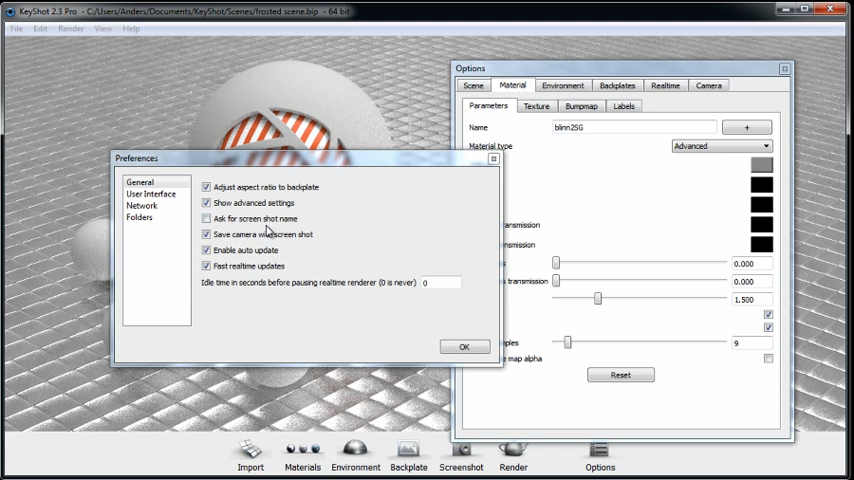 KeyShot 2.3 Pro - C:/Users/Anders/Documents/KeyShot/Scenes/frosted scene.bip - 64 bit
File Edit Render View Help
Options
Scene Material Environment Backplates Realtime Camera
Parameters Texture Bumpmap Labels
Name blinn2SG +
Material type Advanced
Preferences
General
User Interface
Network
Folders
Adjust aspect ratio to backplate
Show advanced settings
Ask for screen shot name
Save camera with screen shot
Enable auto update
Fast realtime updates
Idle time in seconds before pausing realtime renderer (0 is never) 0
OK
transmission
0.000
transmission 0.000
1.500
9
map alpha
Reset
Import Materials Environment Backplate Screenshot Render Options